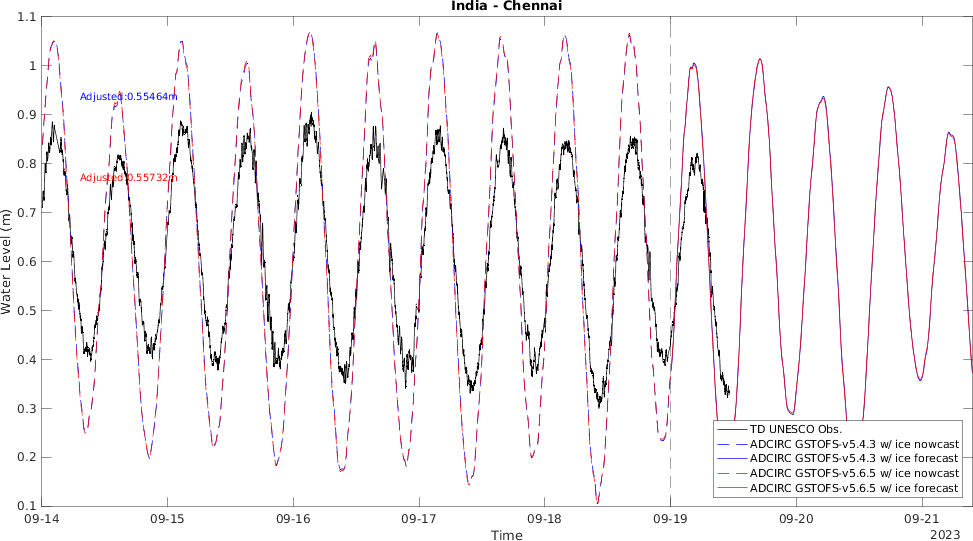 India - Chennai
1.1
1
0.9
0.8
0.7
0.6
0.5
0.4
0.3
0.2
0.1
Water Level (m)
Adjusted:0.55464m
Adjusted:0.55732m
TD UNESCO Obs.
ADCIRC GSTOFS-v5.4.3 w/ ice nowcast
ADCIRC GSTOFS-v5.4.3 w/ ice forecast
ADCIRC GSTOFS-v5.6.5 w/ ice nowcast
ADCIRC GSTOFS-v5.6.5 w/ ice forecast
09-14 09-15 09-16 09-17 09-18 09-19 09-20 09-21
Time
2023